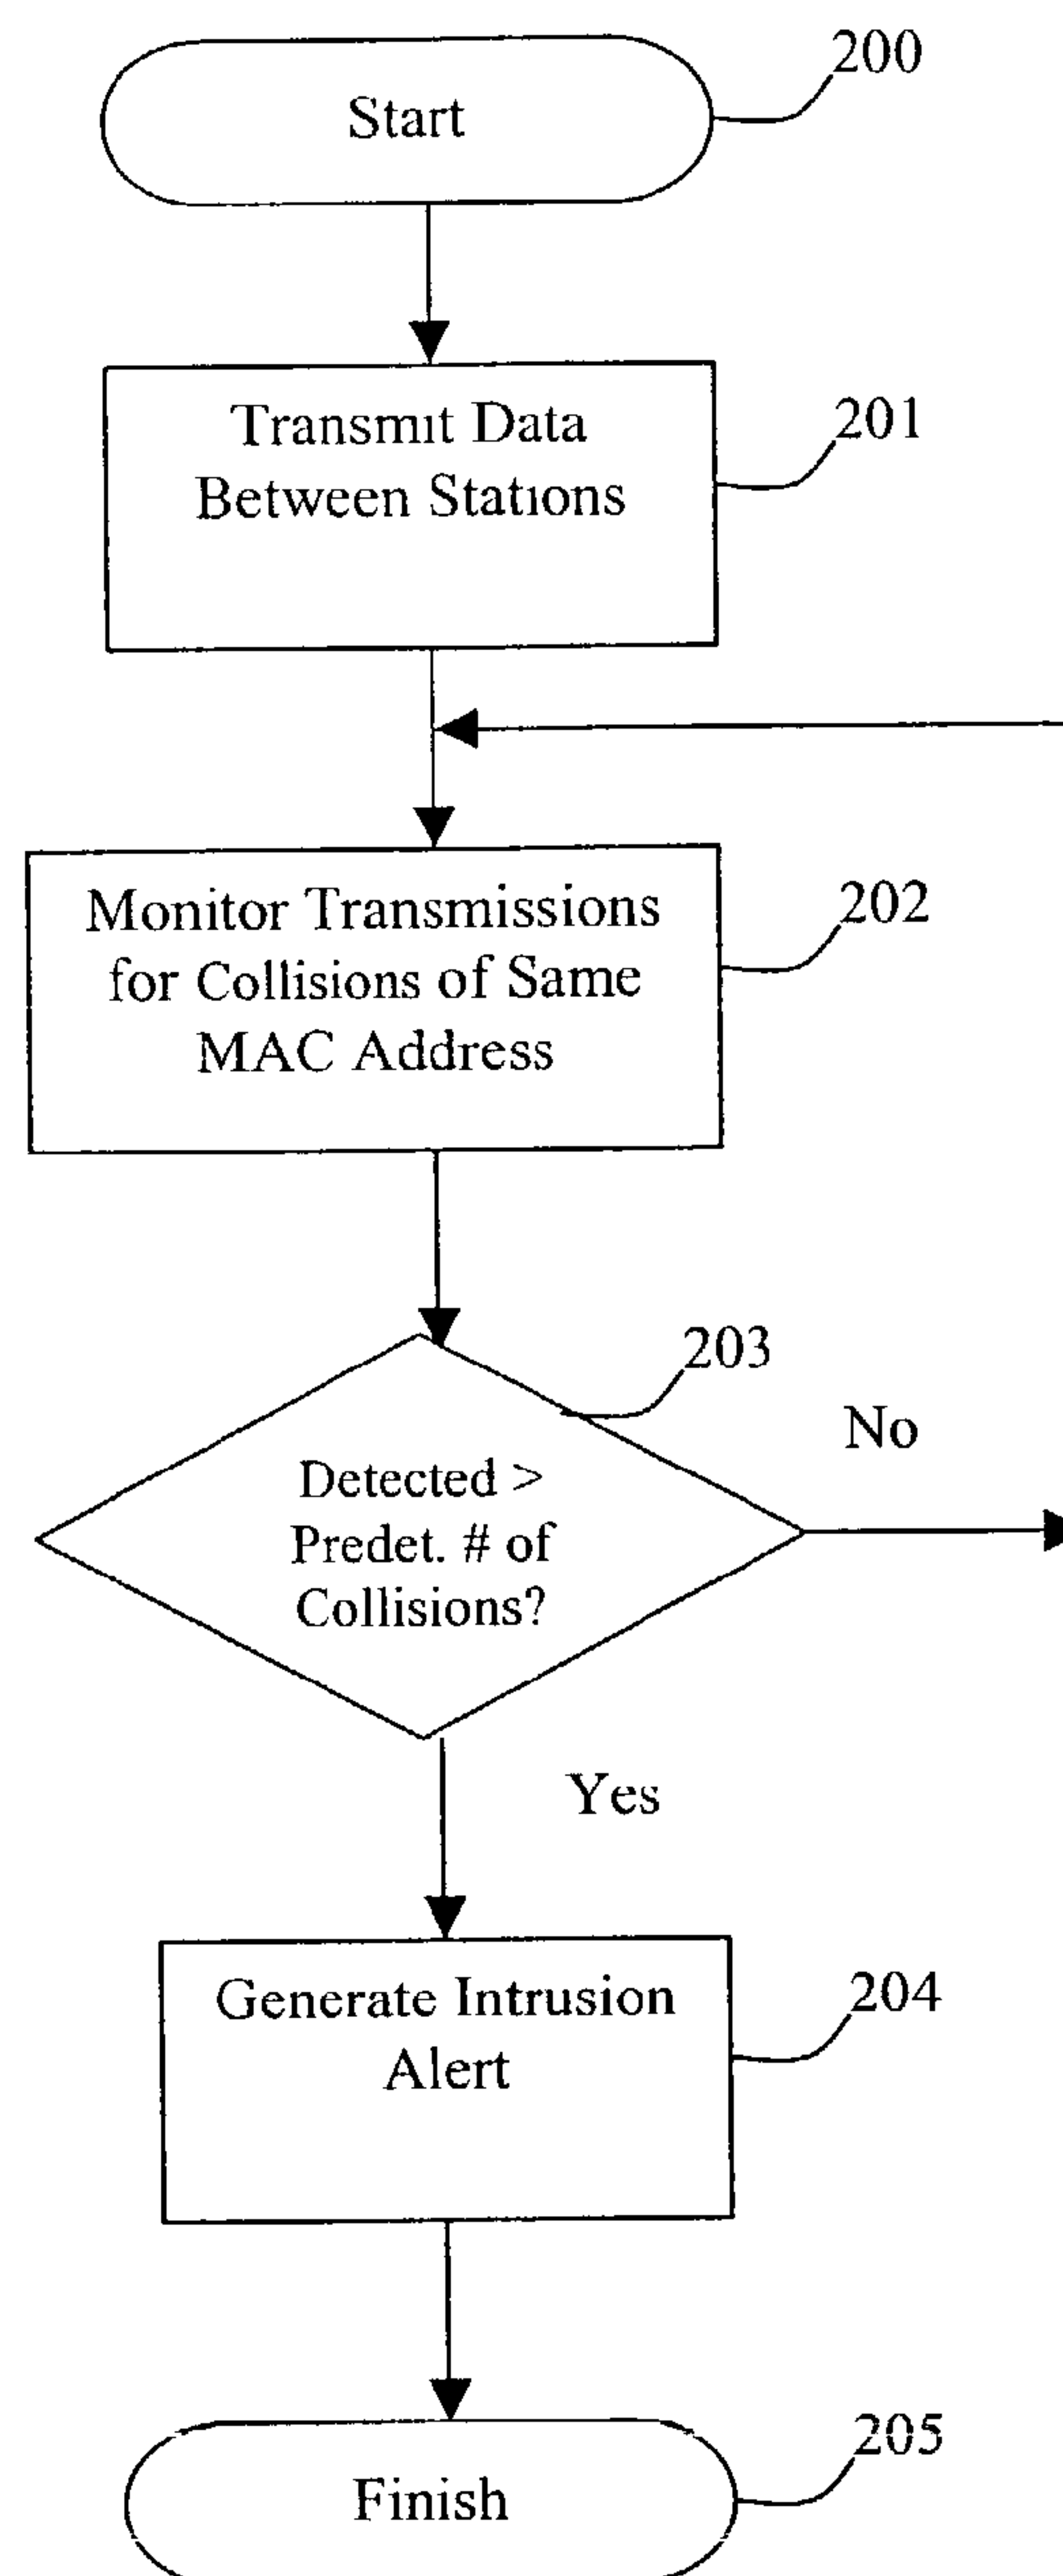 200
Start
201
Transmit Data
Between Stations
202
Monitor Transmissions
for Collisions of Same
MAC Address
203
No
Detected >
Predet. # of
Collisions?
Yes
204
Generate Intrusion
Alert
205
Finish